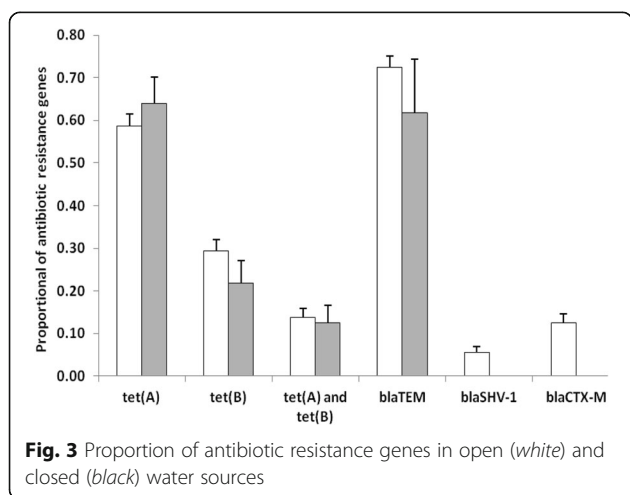 0.80
0.70
0.60
0.50
0.40
0.30
0.20
0.10
0.00
Proportional of antibiotic resistance genes
tet(A)
tet(B)
tet(A) and
tet(B)
blaTEM
blaSHV-1
blaCTX-M
Fig. 3 Proportion of antibiotic resistance genes in open (white) and
closed (black) water sources